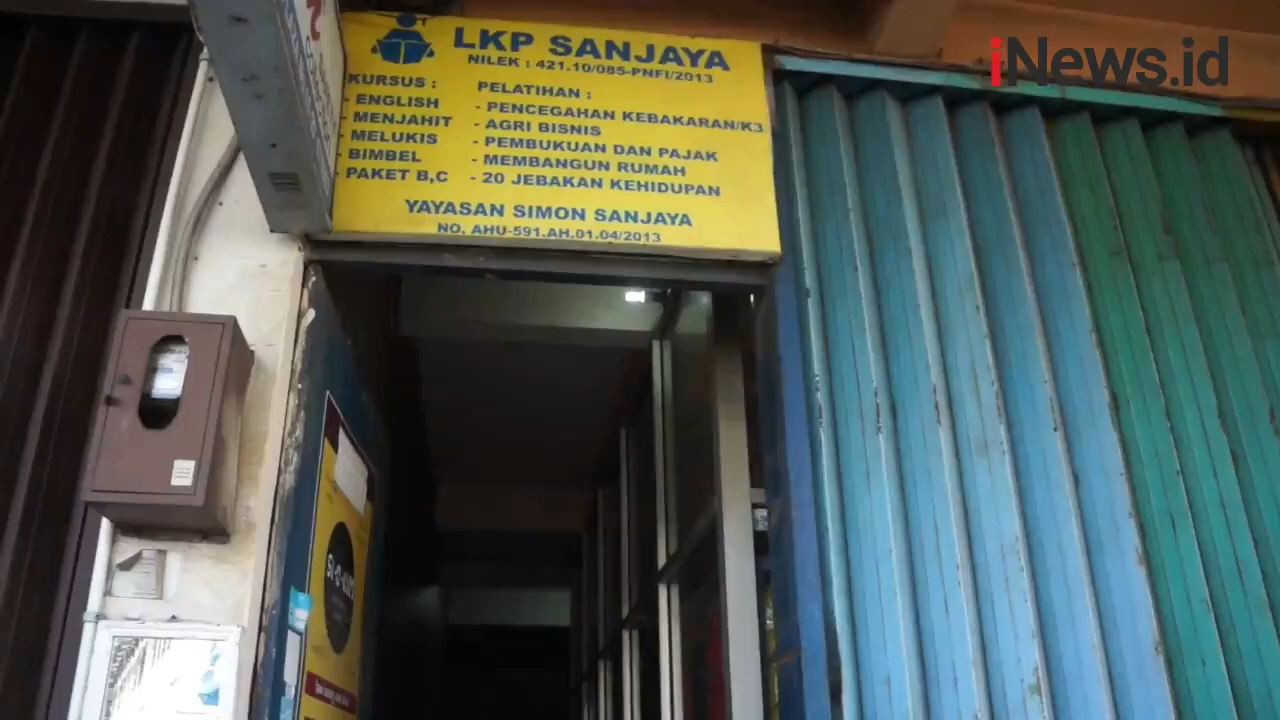 iNews.id
LKP SANJAYA
NILEK : 421.10/085-PNFI/2013
KURSUS :
- ENGLISH
- MENJAHIT
- MELUKIS
- BIMBEL
- PAKET B,C
PELATIHAN :
- PENCEGAHAN KEBAKARAN/K3
- AGRI BISNIS
- PEMBUKUAN DAN PAJAK
- MEMBANGUN RUMAH
- 20 JEBAKAN KEHIDUPAN
YAYASAN SIMON SANJAYA
NO. AHU-591.AH.01.04/2013